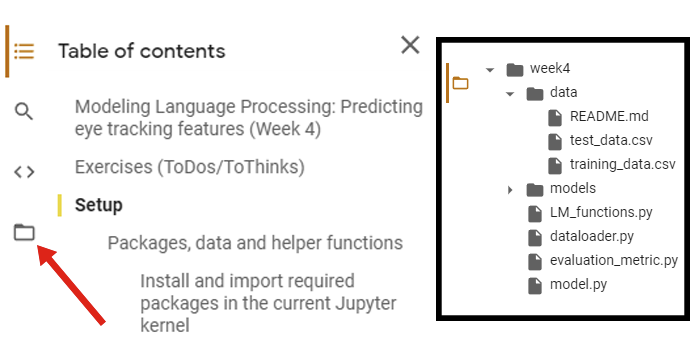 Table of contents
Modeling Language Processing: Predicting
eye tracking features (Week 4)
Exercises (ToDos/ToThinks)
Setup
Packages, data and helper functions
Install and import required
packages in the current Jupyter
kernel
week4
data
README.md
test_data.csv
training_data.csv
models
LM_functions.py
dataloader.py
evaluation_metric.py
model.py